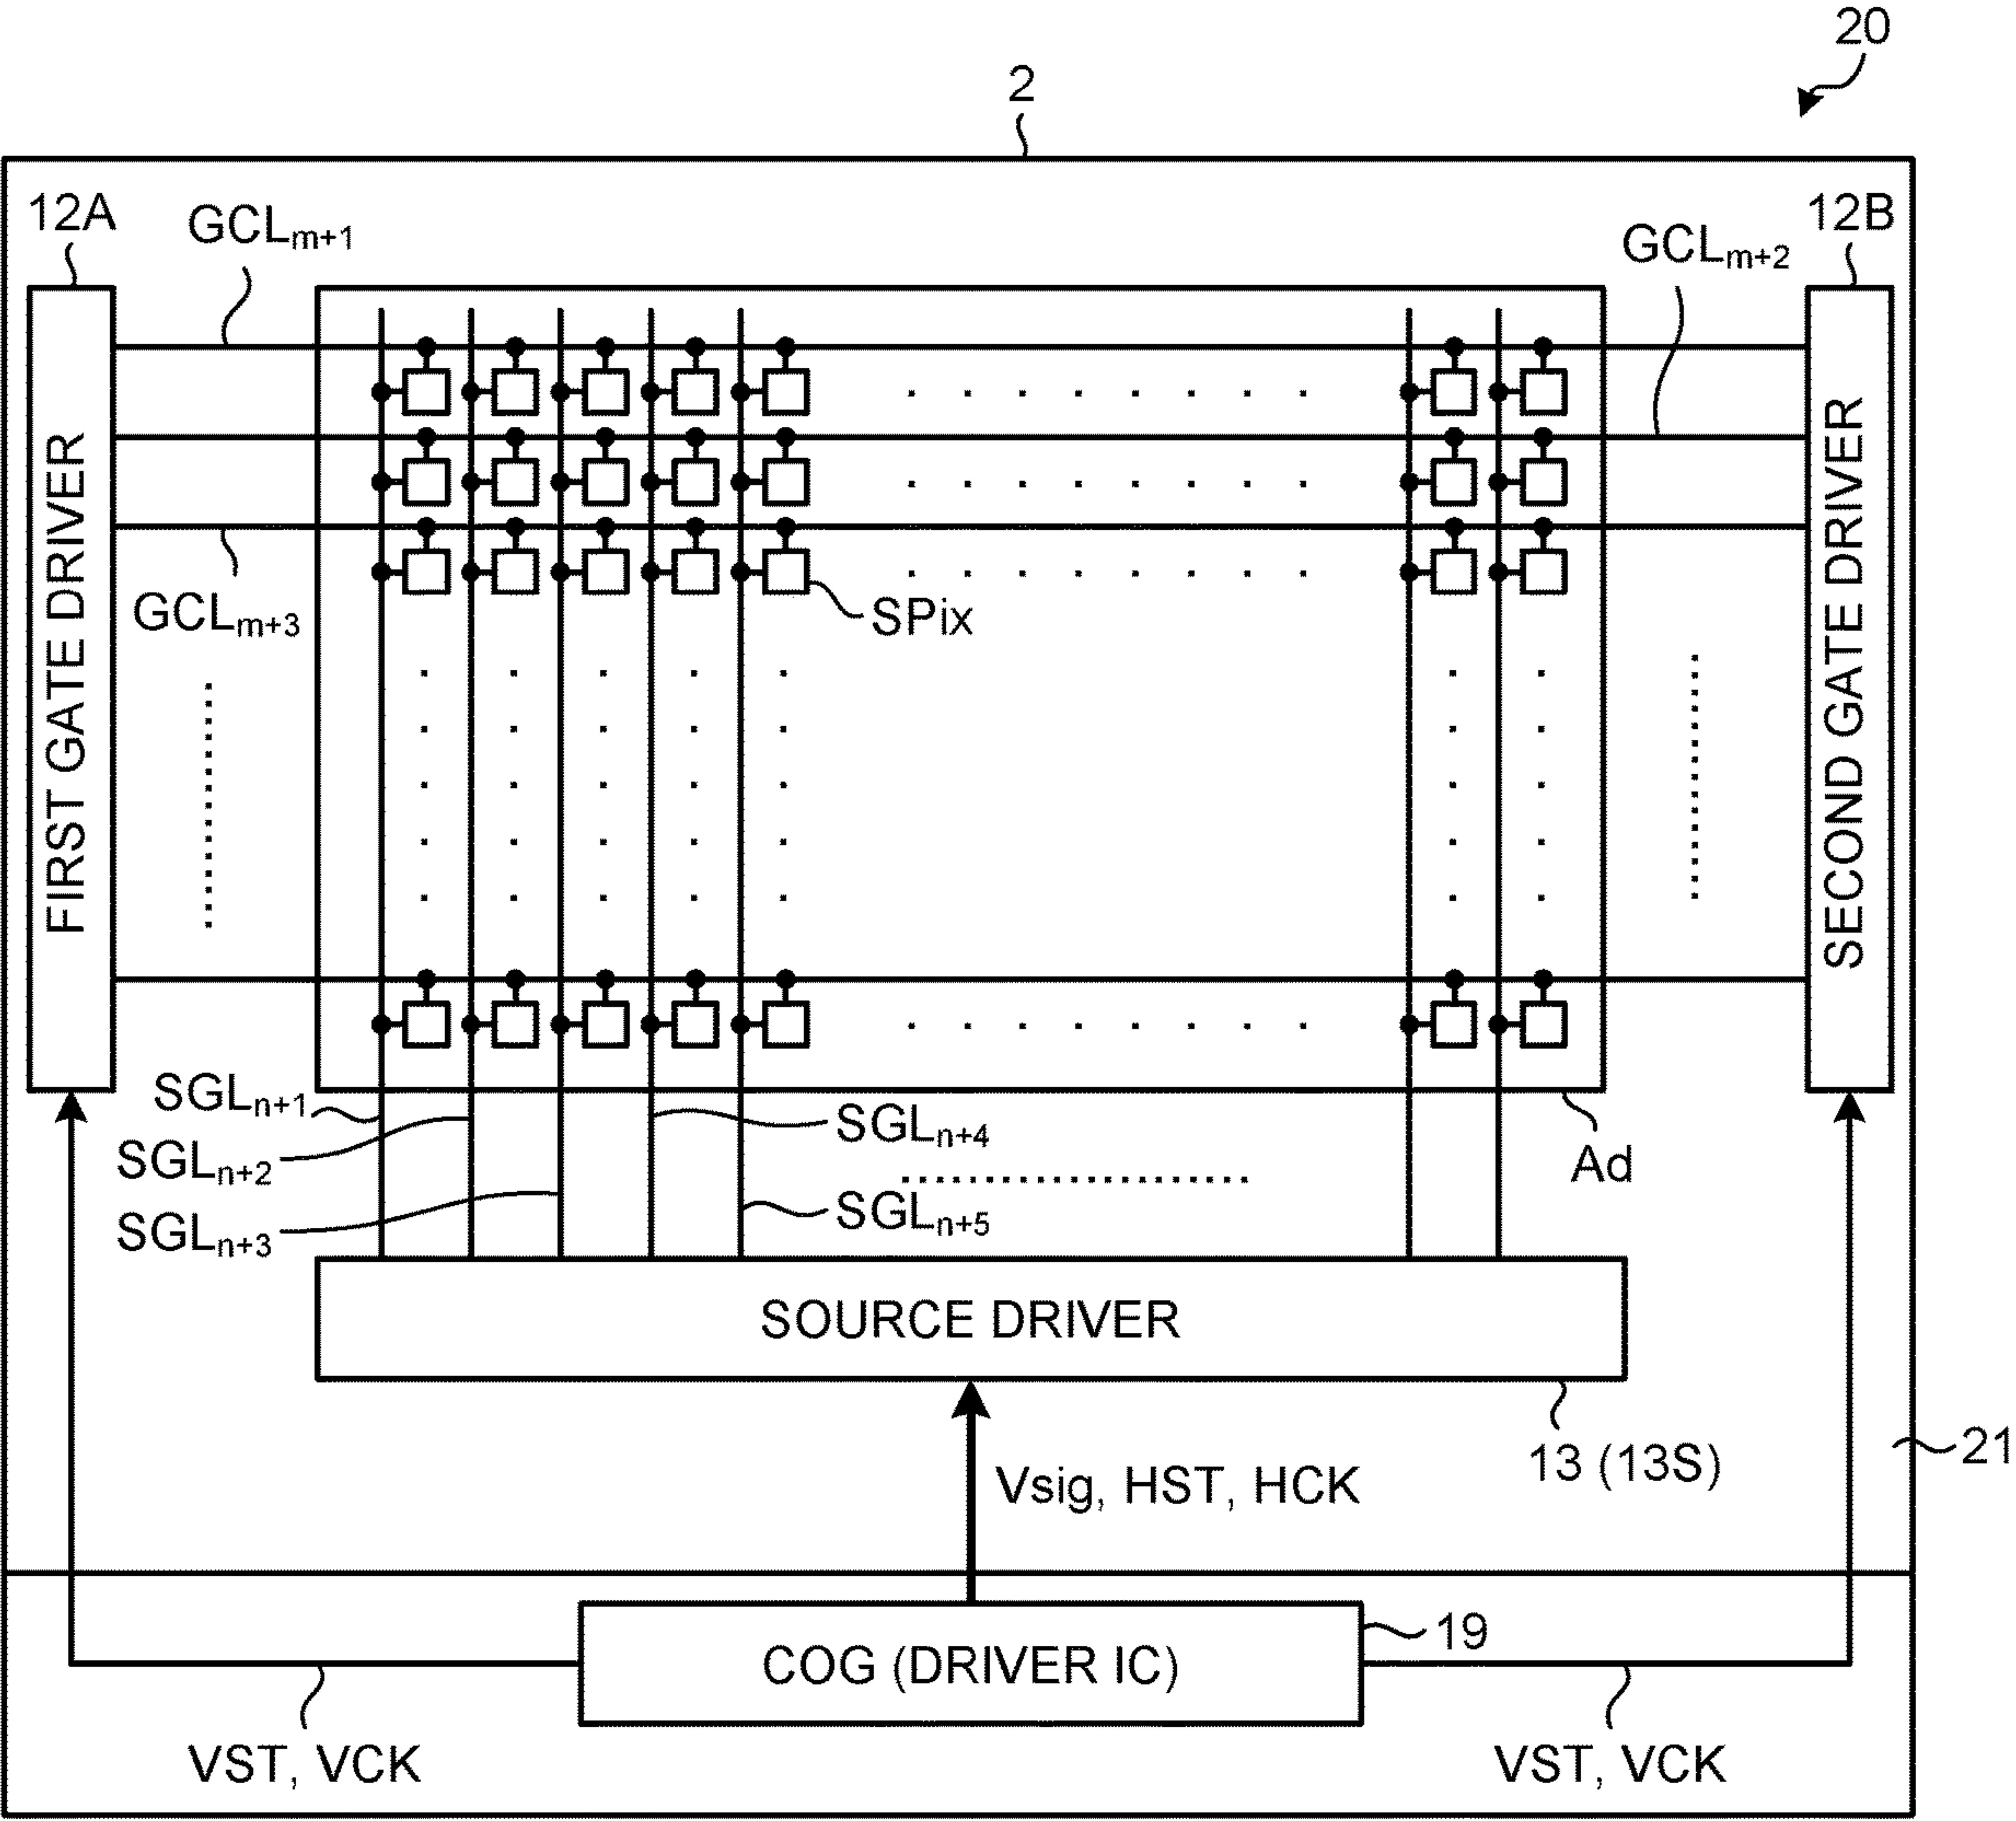 20
2
12A
GCLm+1
GCLm+2
12B
FIRST GATE DRIVER
SECOND GATE DRIVER
GCLm+3
SPix
SGLn+1
SGLn+2
SGLn+3
SGLn+4
SGLn+5
Ad
SOURCE DRIVER
13 (13S)
21
Vsig, HST, HCK
19
COG (DRIVER IC)
VST, VCK
VST, VCK